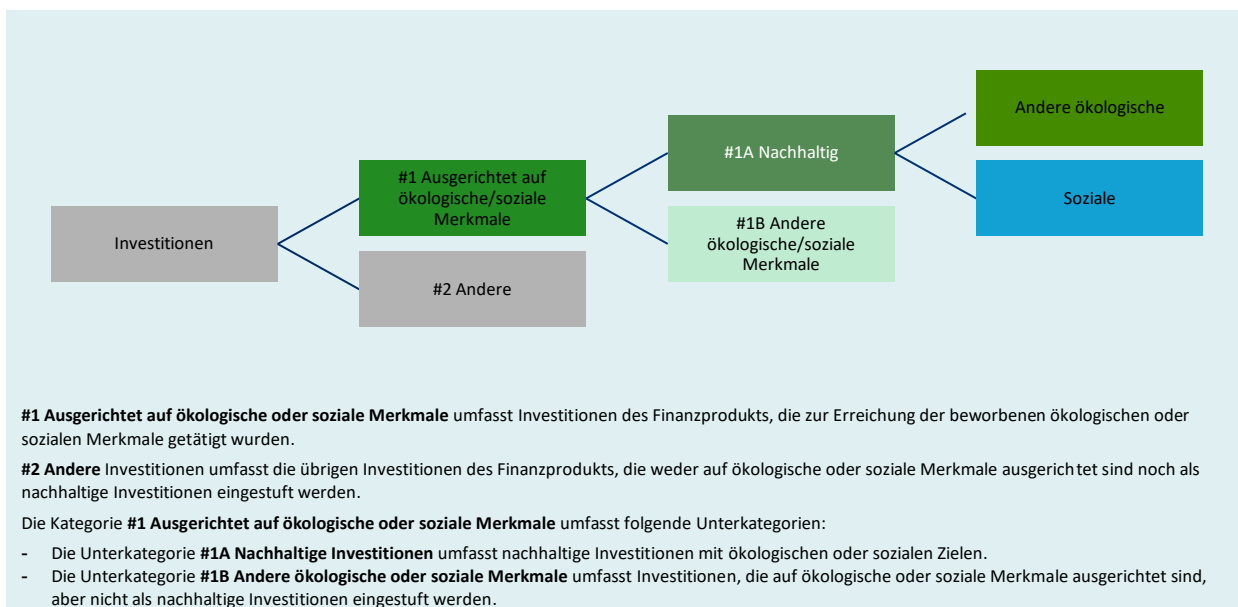 Andere ökologische
#1A Nachhaltig
#1 Ausgerichtet auf
ökologische/soziale
Merkmale
Soziale
Investitionen
#1B Andere
ökologische/soziale
Merkmale
#2 Andere
#1 Ausgerichtet auf ökologische oder soziale Merkmale umfasst Investitionen des Finanzprodukts, die zur Erreichung der beworbenen ökologischen oder
sozialen Merkmale getätigt wurden.
#2 Andere Investitionen umfasst die übrigen Investitionen des Finanzprodukts, die weder auf ökologische oder soziale Merkmale ausgerichtet sind noch als
nachhaltige Investitionen eingestuft werden.
Die Kategorie #1 Ausgerichtet auf ökologische oder soziale Merkmale umfasst folgende Unterkategorien:
- Die Unterkategorie #1A Nachhaltige Investitionen umfasst nachhaltige Investitionen mit ökologischen oder sozialen Zielen.
- Die Unterkategorie #1B Andere ökologische oder soziale Merkmale umfasst Investitionen, die auf ökologische oder soziale Merkmale ausgerichtet sind,
aber nicht als nachhaltige Investitionen eingestuft werden.